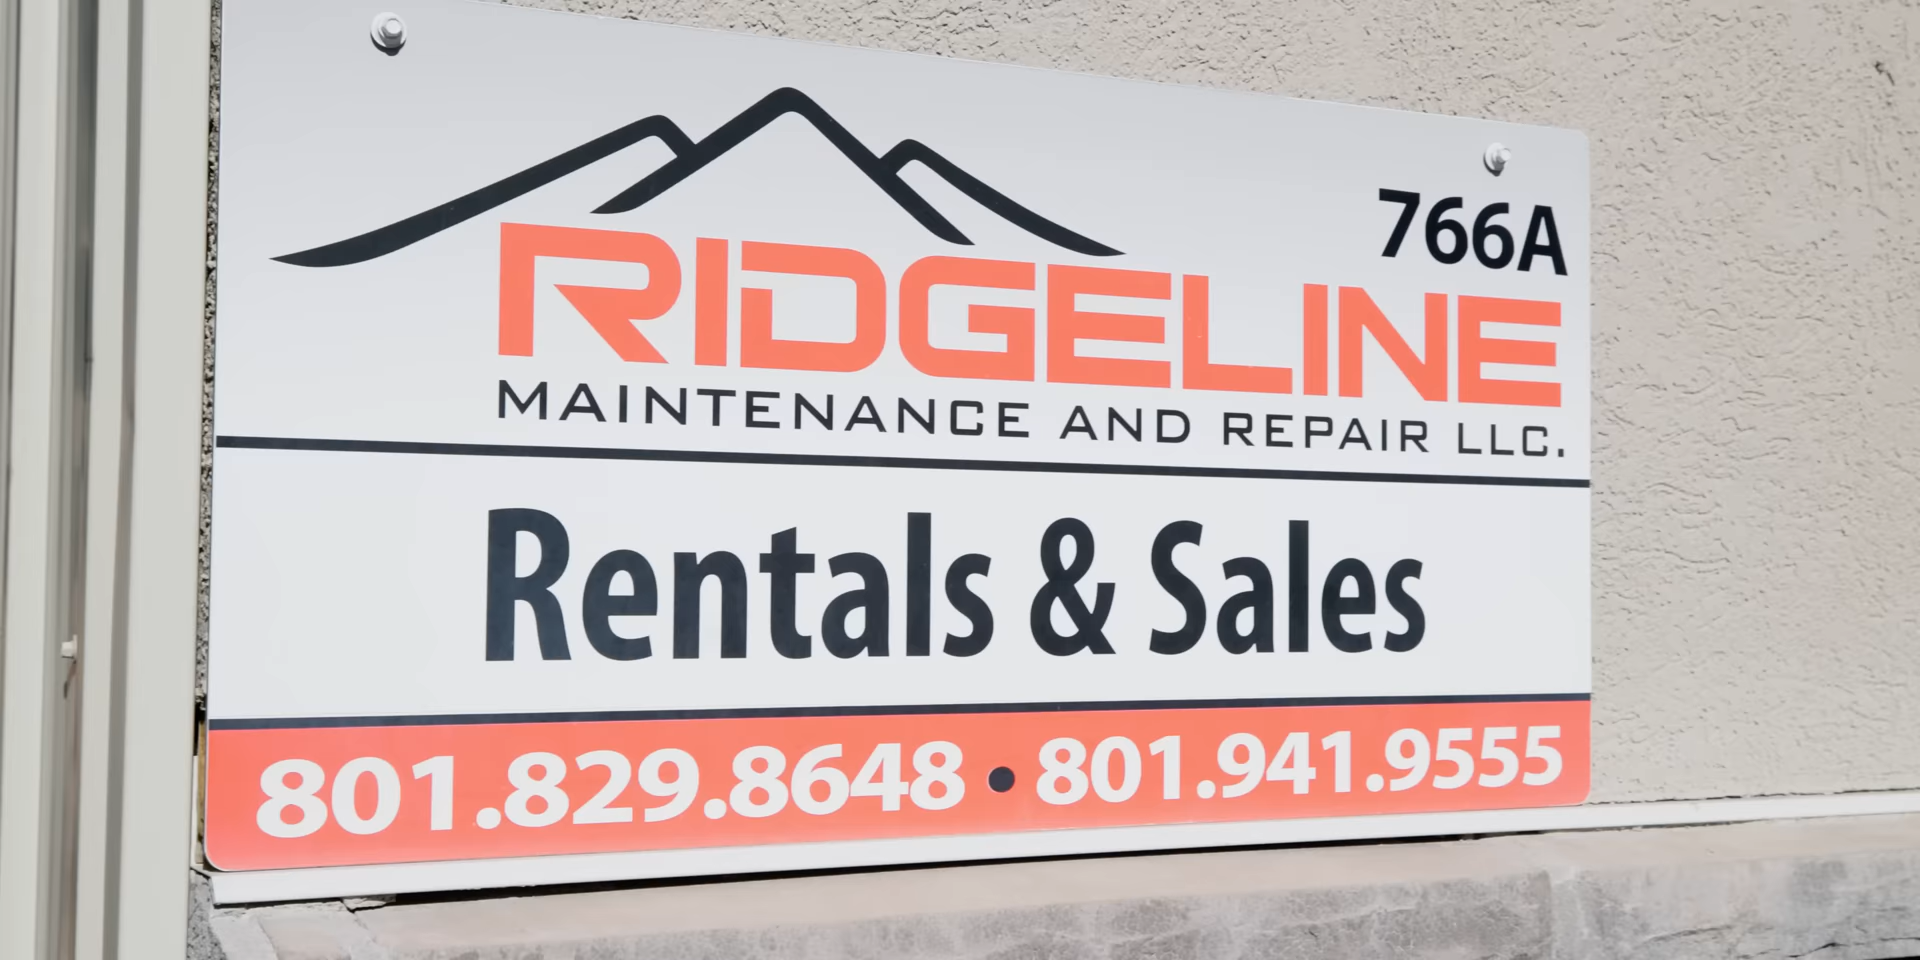 766A
RIDGELINE
MAINTENANCE AND REPAIR LLC.
Rentals & Sales
801.829.8648 • 801.941.9555